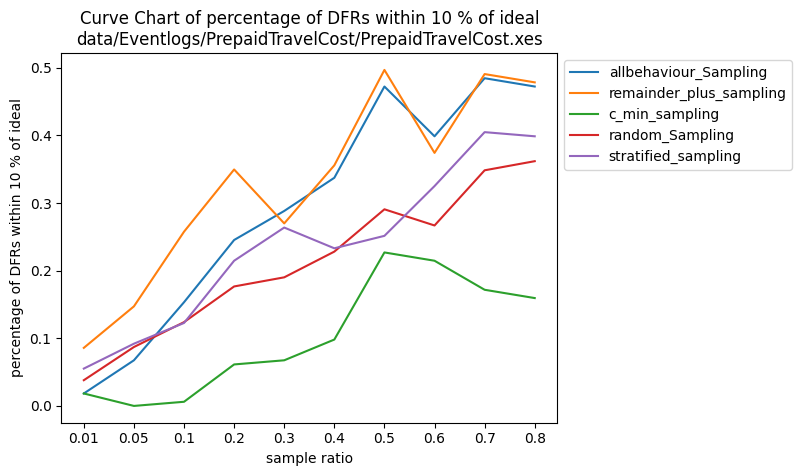 Curve Chart of percentage of DFRs within 10 % of ideal
data/Eventlogs/PrepaidTravelCost/PrepaidTravelCost.xes
percentage of DFRs within 10 % of ideal
0.5
0.4
0.3
0.2
0.1
0.0
0.01 0.05 0.1 0.2 0.3 0.4 0.5 0.6 0.7 0.8
sample ratio
allbehaviour_Sampling
remainder_plus_sampling
c_min_sampling
random_Sampling
stratified_sampling